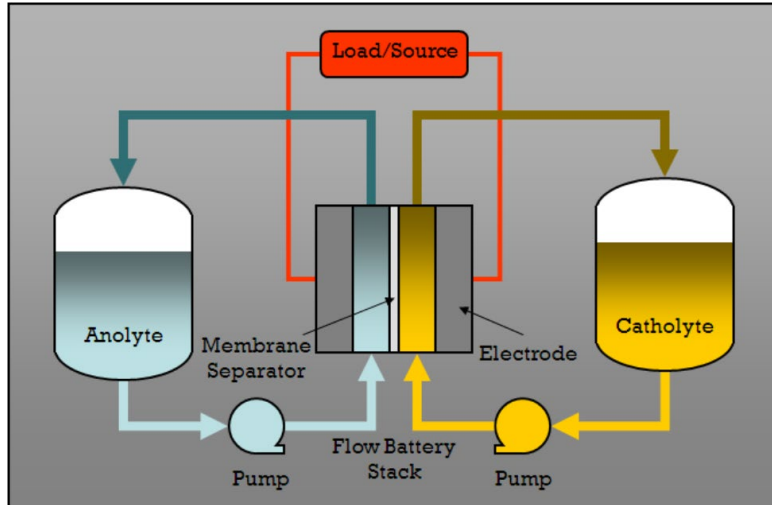 Load/Source
Anolyte
Membrane
Separator
Electrode
Catholyte
Pump
Flow Battery
Stack
Pump